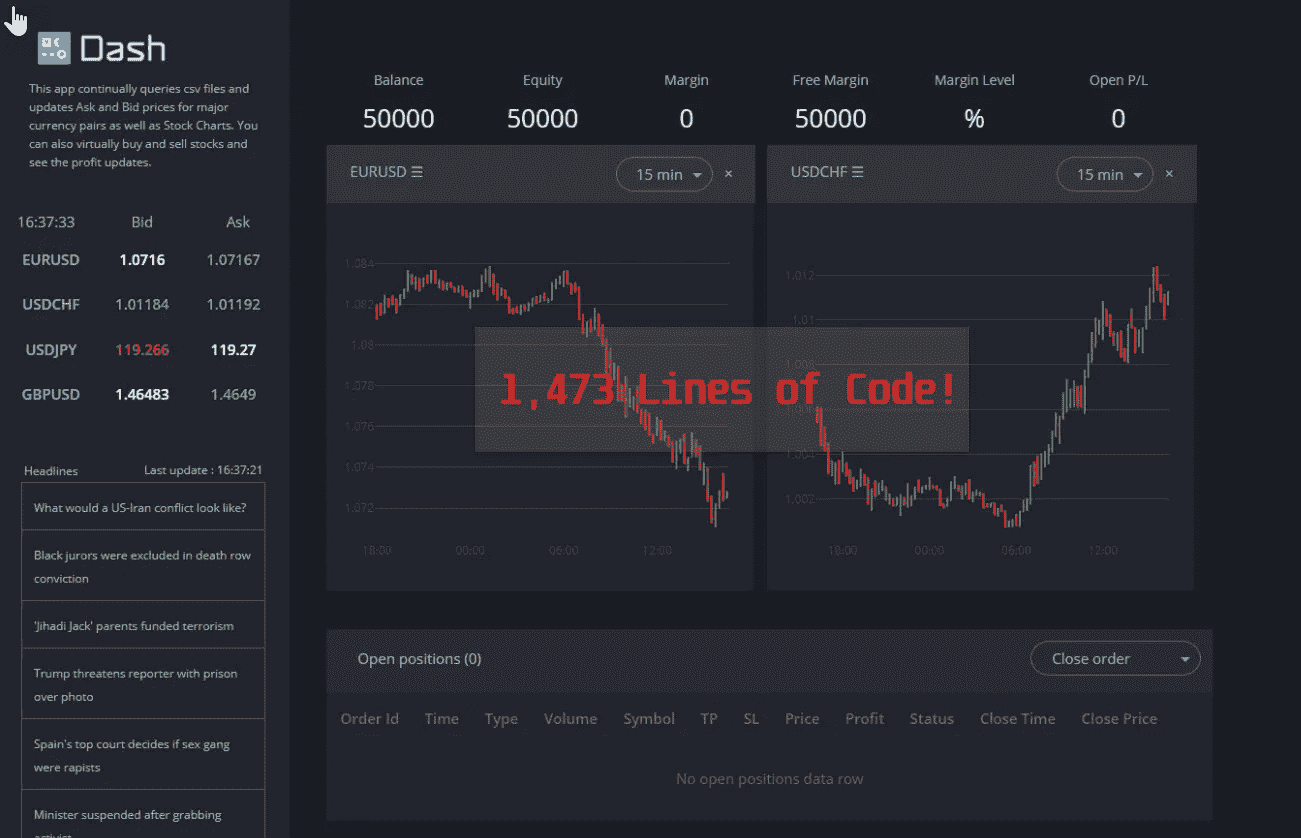 Dash
This app continually queries csv files and
updates Ask and Bid prices for major
currency pairs as well as Stock Charts. You
can also virtually buy and sell stocks and
see the profit updates.
Balance Equity Margin Free Margin Margin Level Open P/L
50000 50000 0 50000 % 0
EURUSD ☰ 15 min × USDCHF ☰ 15 min ×
16:37:33 Bid Ask
EURUSD 1.0716 1.07167
USDCHF 1.01184 1.01192
USDJPY 119.266 119.27
GBPUSD 1.46483 1.4649
Headlines Last update : 16:37:21
What would a US-Iran conflict look like?
Black jurors were excluded in death row
conviction
'Jihadi Jack' parents funded terrorism
Trump threatens reporter with prison
over photo
Spain's top court decides if sex gang
were rapists
Minister suspended after grabbing
activist
1.084
1.082
1.08
1.078
1.076
1.074
1.072
18:00 00:00 06:00 12:00
1.012
1.01
1.008
1.006
1.004
1.002
18:00 00:00 06:00 12:00
1,473 Lines of Code!
Open positions (0) Close order
Order Id Time Type Volume Symbol TP SL Price Profit Status Close Time Close Price
No open positions data row